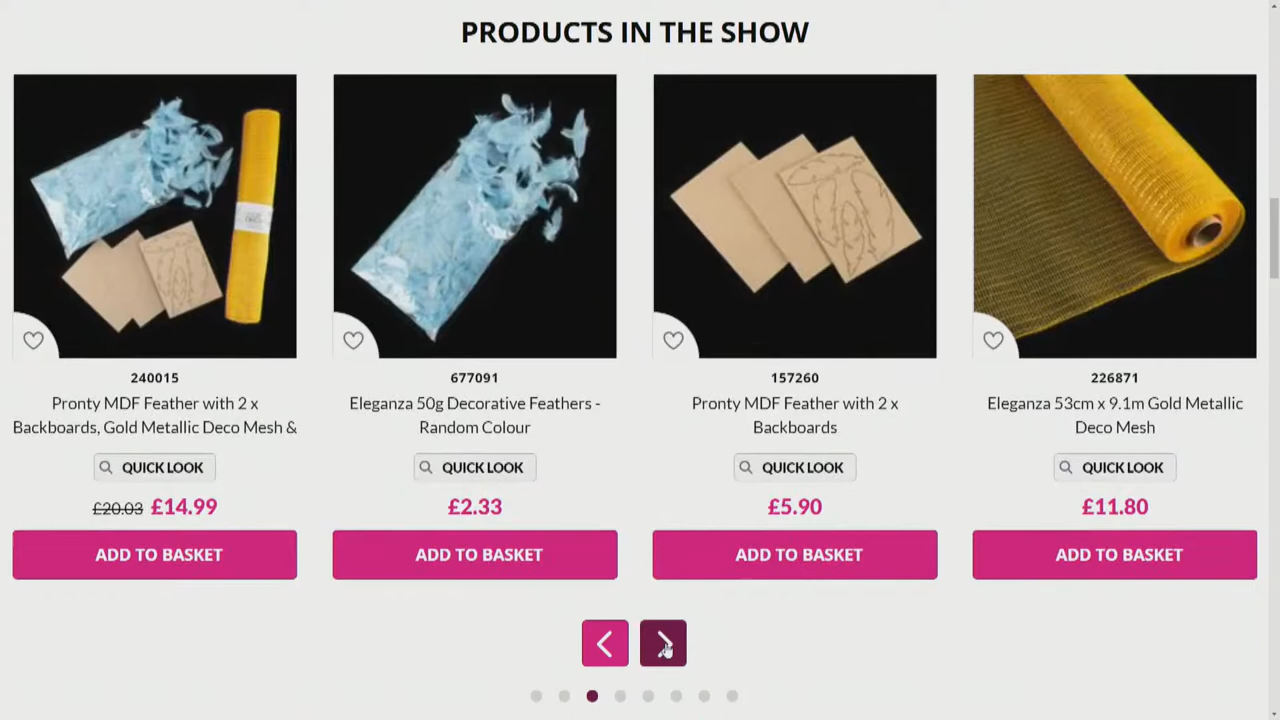 PRODUCTS IN THE SHOW
240015
Pronty MDF Feather with 2 x
Backboards, Gold Metallic Deco Mesh &
QUICK LOOK
£20.03 £14.99
ADD TO BASKET
677091
Eleganza 50g Decorative Feathers -
Random Colour
QUICK LOOK
£2.33
ADD TO BASKET
157260
Pronty MDF Feather with 2 x
Backboards
QUICK LOOK
£5.90
ADD TO BASKET
226871
Eleganza 53cm x 9.1m Gold Metallic
Deco Mesh
QUICK LOOK
£11.80
ADD TO BASKET